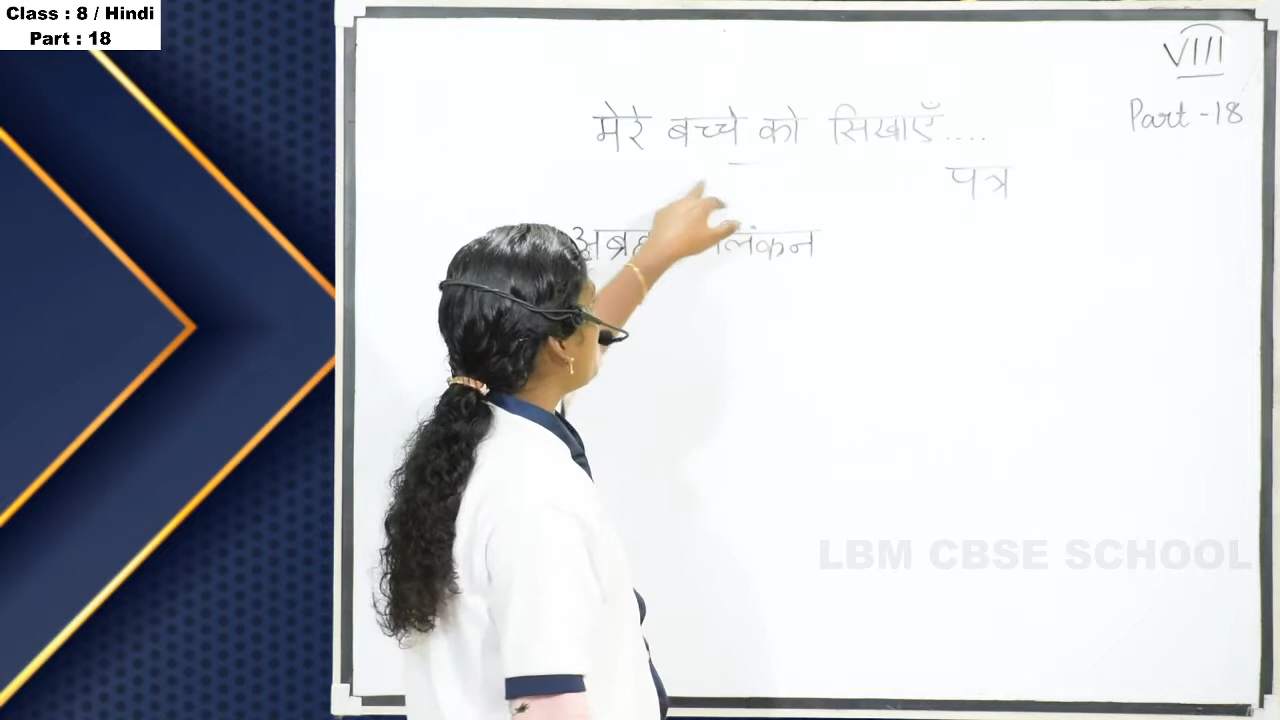 Class : 8 / Hindi
Part : 18
VIII
Part - 18
मेरे बच्चे को सिखाएँ....
पत्र
लिंकन
LBM CBSE SCHOOL